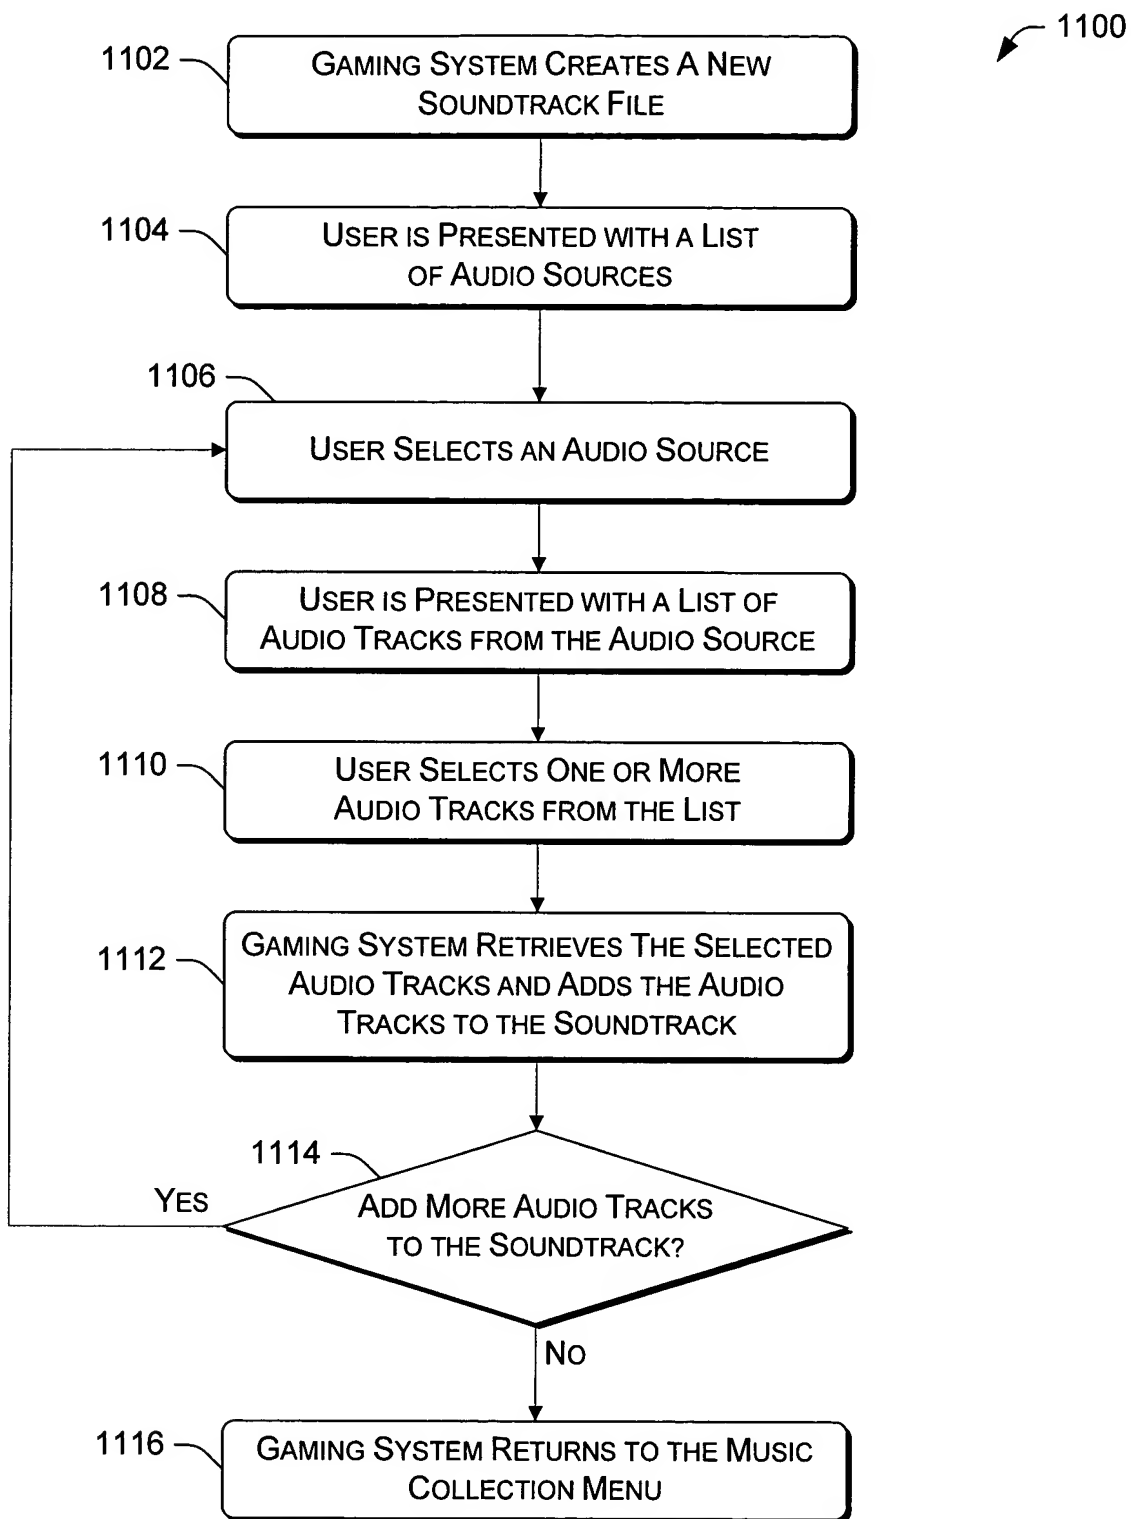 1100
1102
GAMING SYSTEM CREATES A NEW
SOUNDTRACK FILE
1104
USER IS PRESENTED WITH A LIST
OF AUDIO SOURCES
1106
USER SELECTS AN AUDIO SOURCE
1108
USER IS PRESENTED WITH A LIST OF
AUDIO TRACKS FROM THE AUDIO SOURCE
1110
USER SELECTS ONE OR MORE
AUDIO TRACKS FROM THE LIST
1112
GAMING SYSTEM RETRIEVES THE SELECTED
AUDIO TRACKS AND ADDS THE AUDIO
TRACKS TO THE SOUNDTRACK
1114
YES
ADD MORE AUDIO TRACKS
TO THE SOUNDTRACK?
NO
1116
GAMING SYSTEM RETURNS TO THE MUSIC
COLLECTION MENU